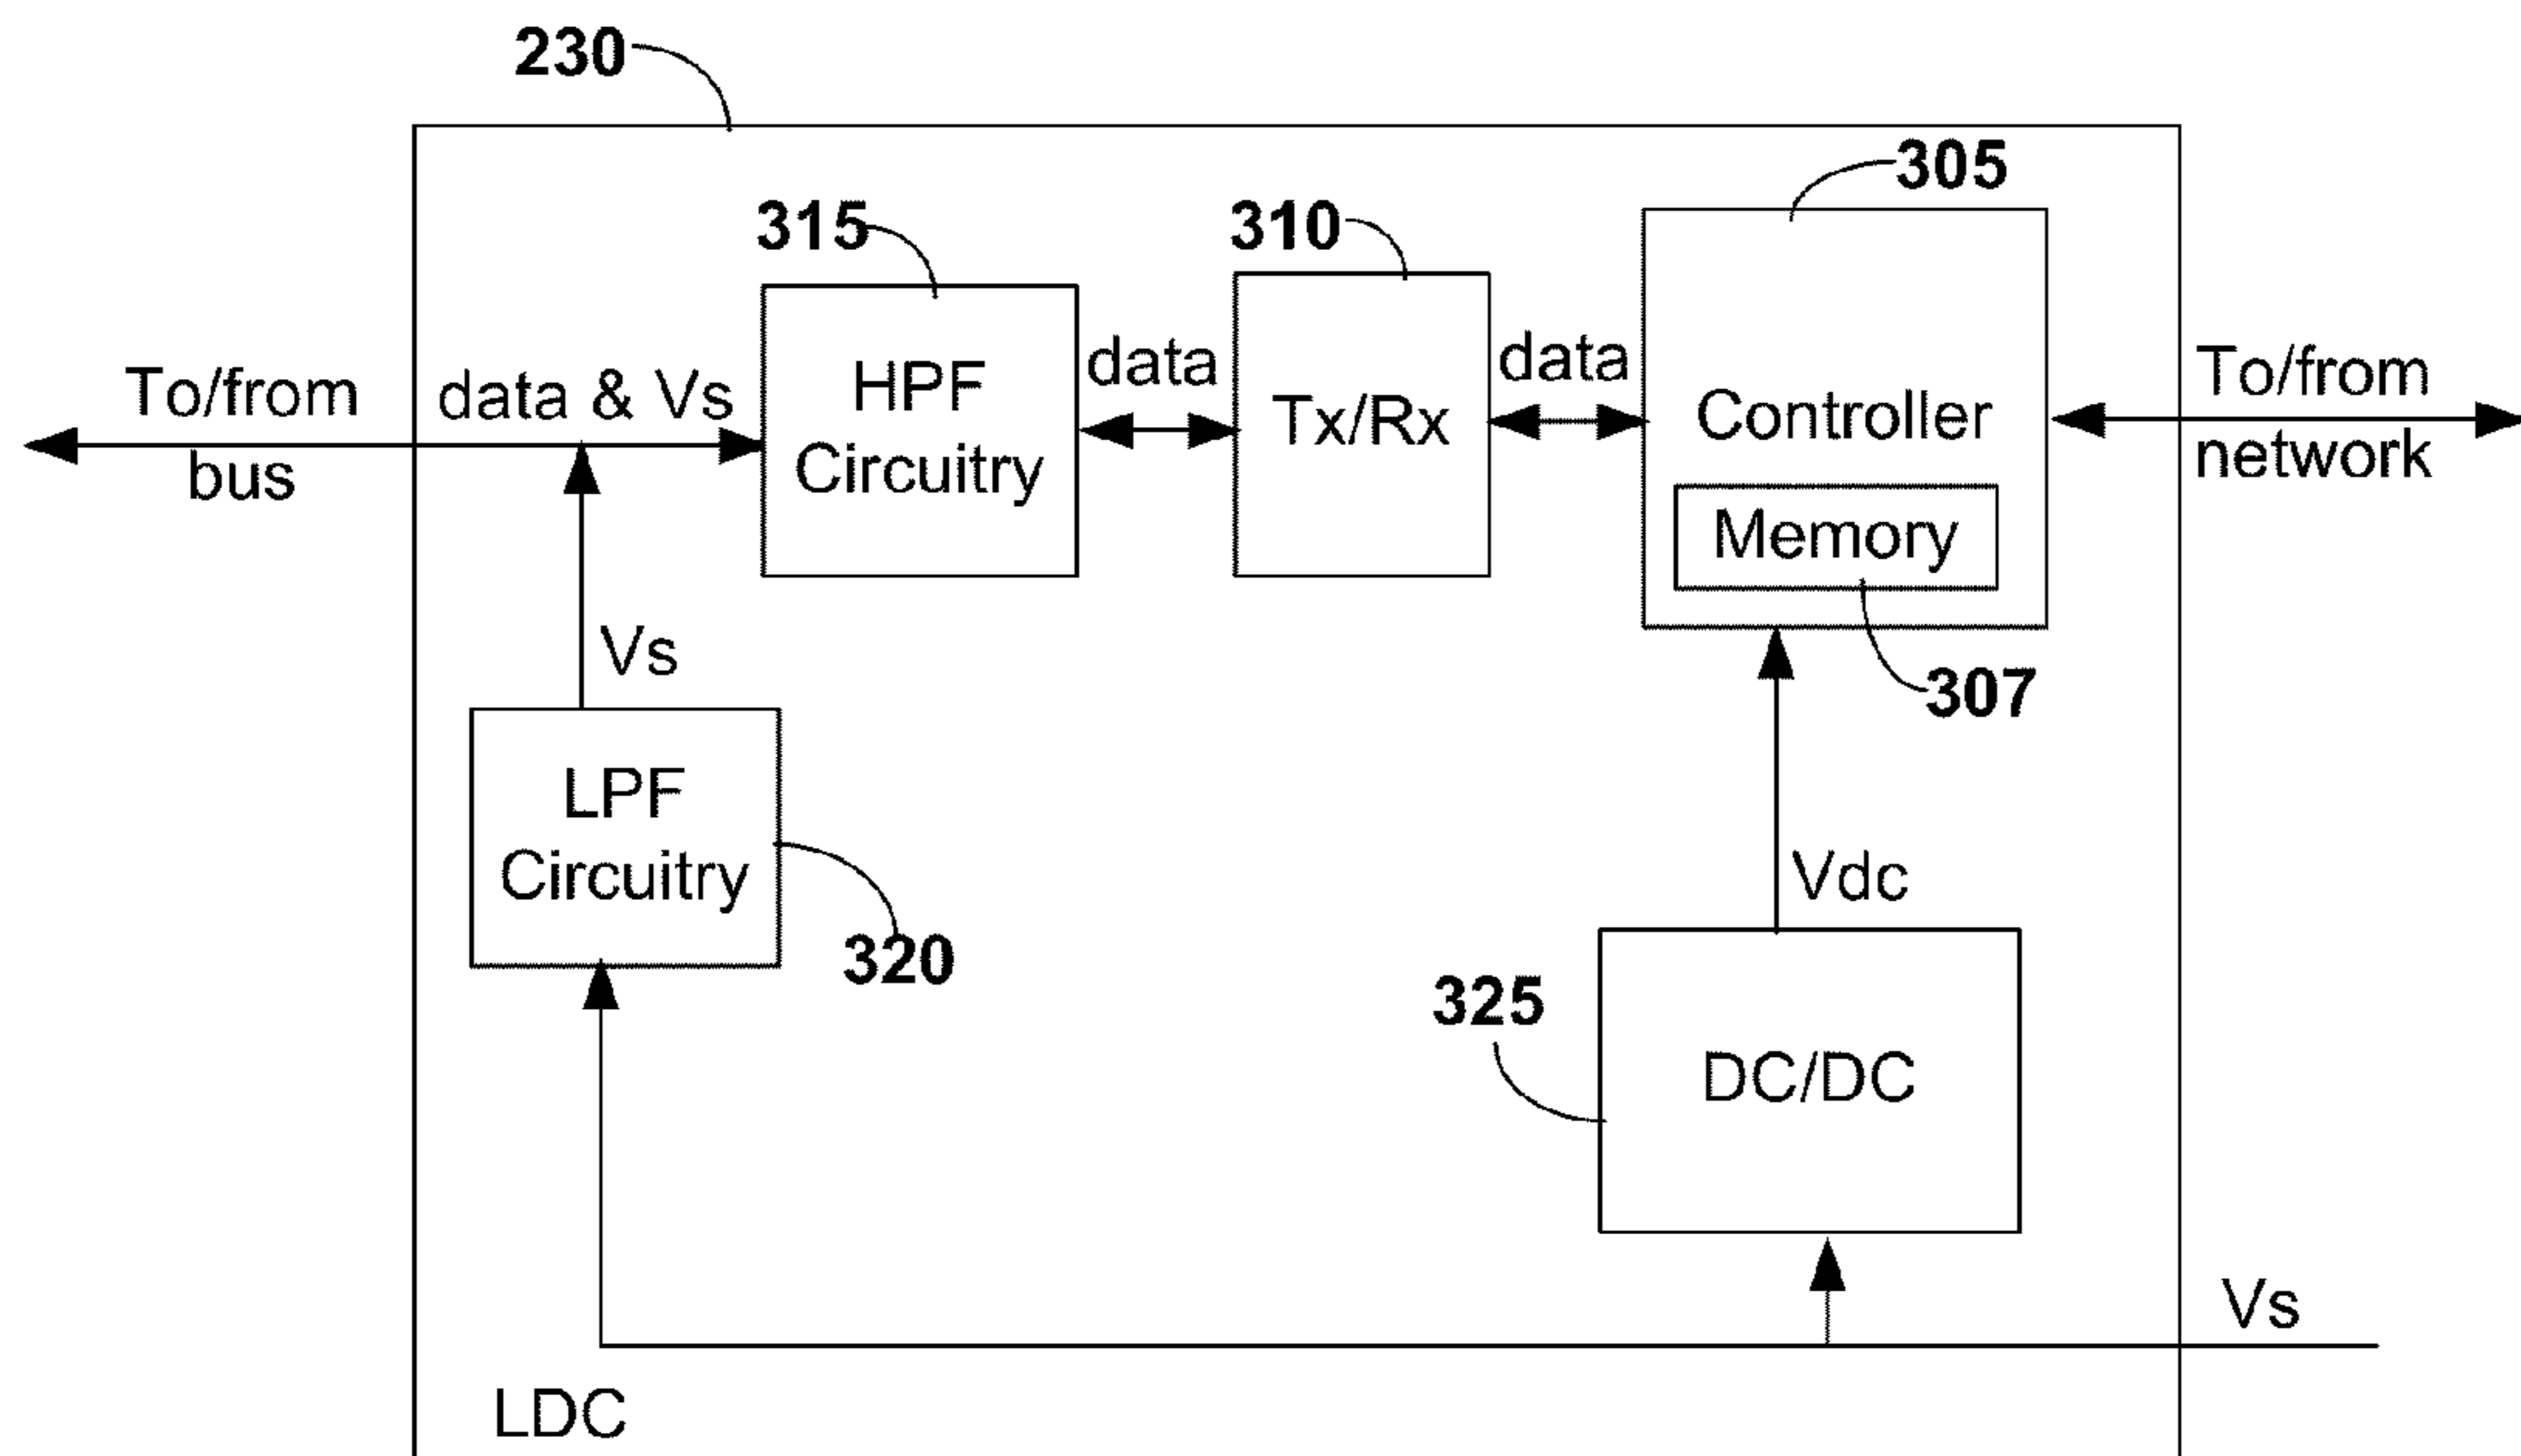 230
305
315
310
To/from
bus
data & Vs
HPF
Circuitry
data
Tx/Rx
data
Controller
Memory
To/from
network
307
Vs
LPF
Circuitry
320
Vdc
325
DC/DC
Vs
LDC